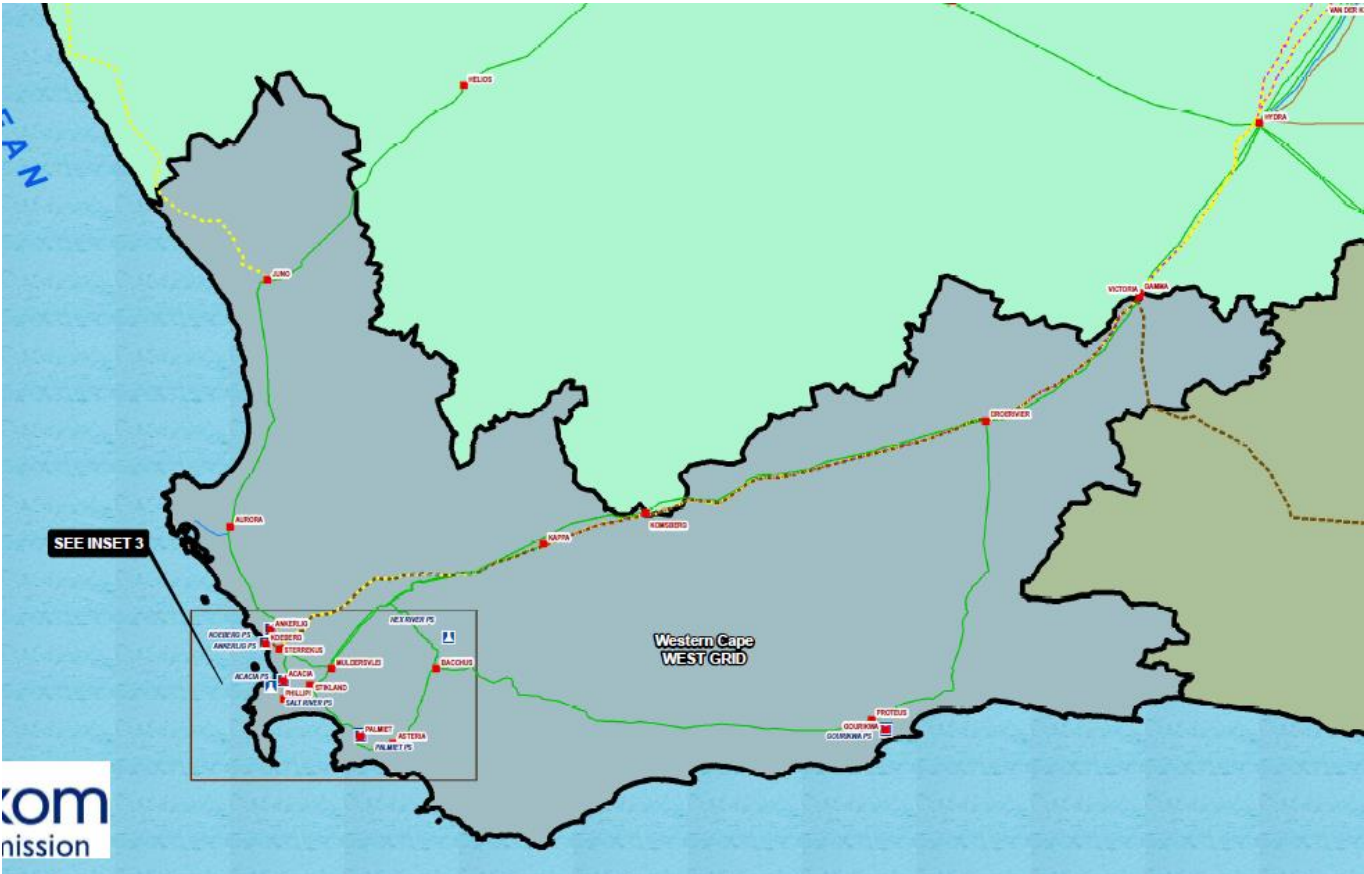 VAN DER K
HELIOS
EAN
HYDRA
JUNO
VICTORIA
GAMMA
DROERIVIER
AURORA
KOMSBERG
KAPPA
SEE INSET 3
ANKERLIG
HEX RIVER PS
KOEBERG PS
KOEBERG
ANKERLIG PS
STERREKUS
Western Cape
WEST GRID
MULDERSVLEI
BACCHUS
ACACIA PS
ACACIA
STIKLAND
PHILLIPI
SALT RIVER PS
PROTEUS
GOURIKWA
GOURIKWA PS
PALMIET
ASTERIA
PALMIET PS
kom
mission